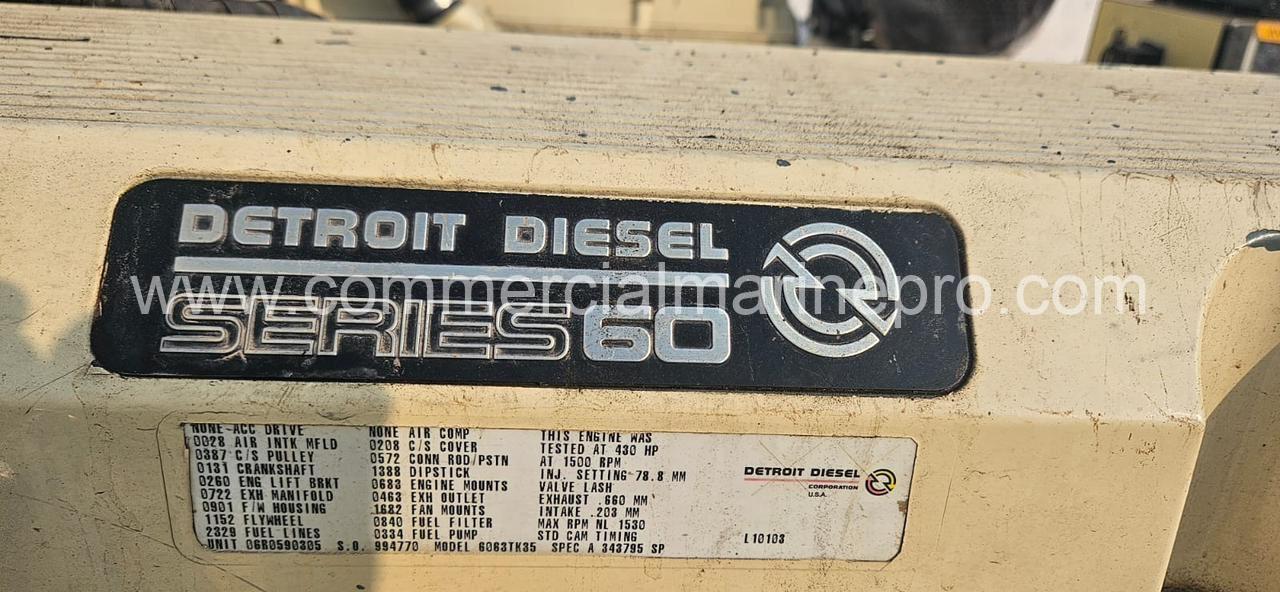 DETROIT DIESEL
SERIES 60
www.commercialmarinepro.com
NONE-ACC DRIVE NONE AIR COMP THIS ENGINE WAS
0028 AIR INTK MFLD 0208 C/S COVER TESTED AT 430 HP
0387 C/S PULLEY 0572 CONN ROD/PSTN AT 1500 RPM
0131 CRANKSHAFT 1388 DIPSTICK INJ. SETTING 78.8 MM
0260 ENG LIFT BRKT 0688 ENGINE MOUNTS VALVE LASH
0722 EXH MANIFOLD 0463 EXH OUTLET EXHAUST .660 MM
0901 F/W HOUSING 1682 FAN MOUNTS INTAKE .203 MM
1152 FLYWHEEL 0840 FUEL FILTER MAX RPM NL 1530
2329 FUEL LINES 0334 FUEL PUMP STD CAM TIMING
UNIT 06R0590305 S.O. 994770 MODEL 6063TK35 SPEC A 343795 SP
DETROIT DIESEL
CORPORATION
U.S.A.
L10103